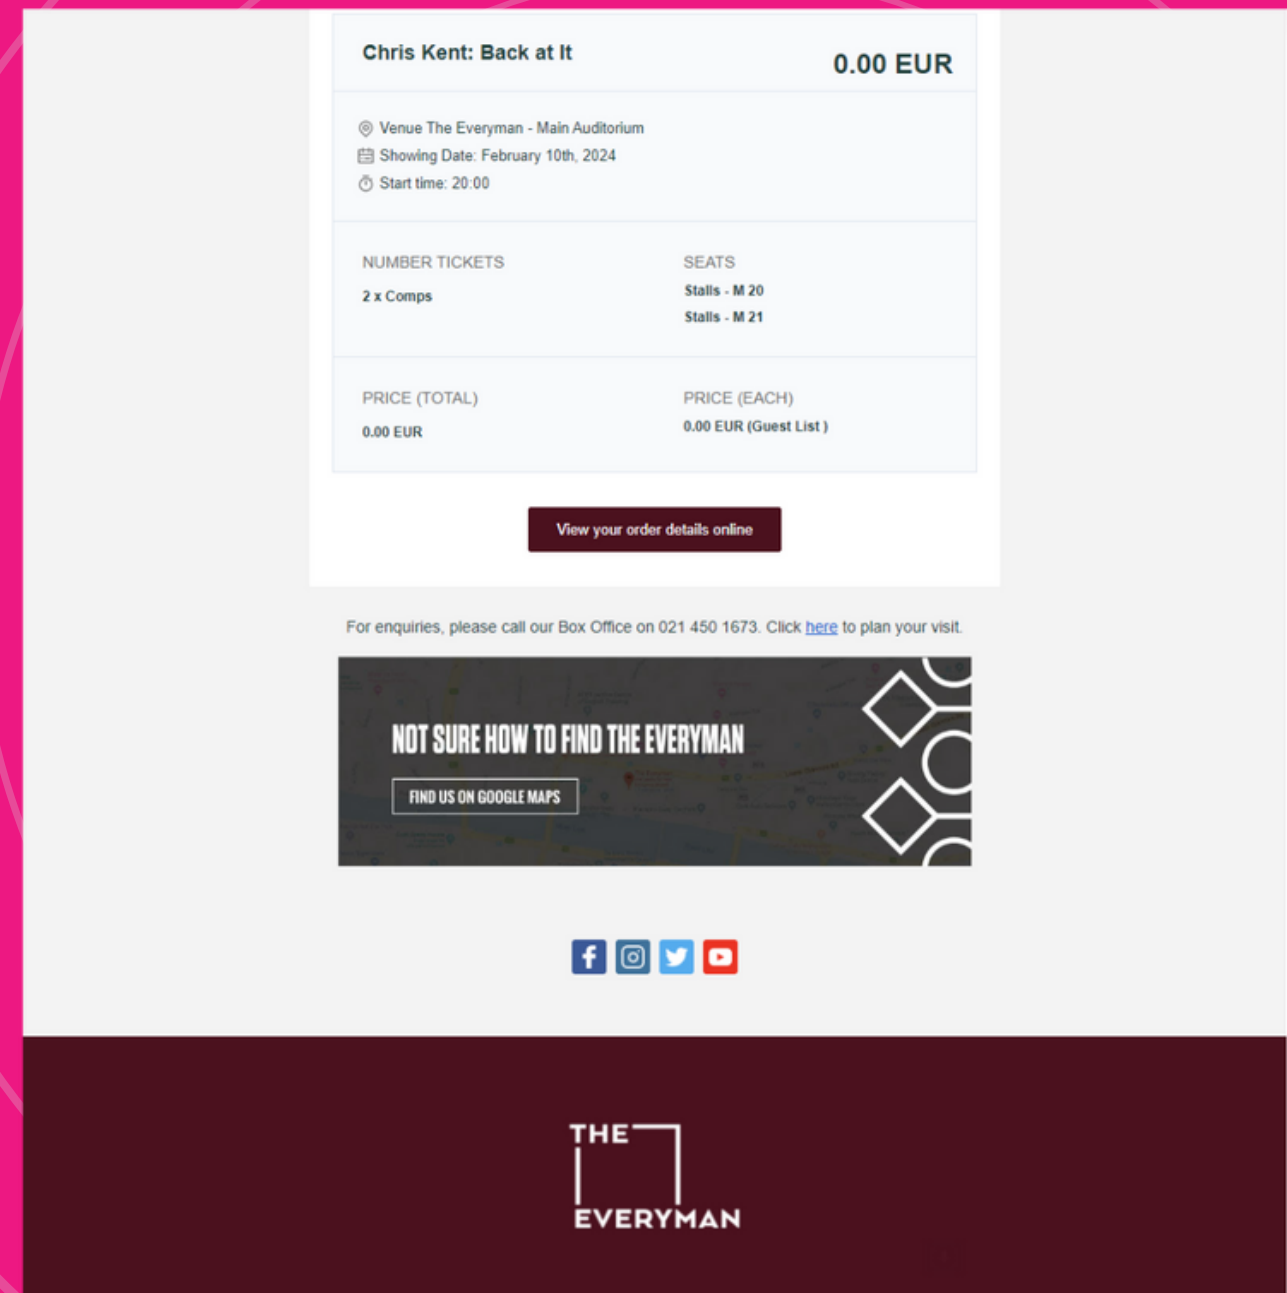 Chris Kent: Back at It
0.00 EUR
Venue The Everyman - Main Auditorium
Showing Date: February 10th, 2024
Start time: 20:00
NUMBER TICKETS
2 x Comps
SEATS
Stalls - M 20
Stalls - M 21
PRICE (TOTAL)
0.00 EUR
PRICE (EACH)
0.00 EUR (Guest List )
View your order details online
For enquiries, please call our Box Office on 021 450 1673. Click here to plan your visit.
NOT SURE HOW TO FIND THE EVERYMAN
FIND US ON GOOGLE MAPS
THE
EVERYMAN